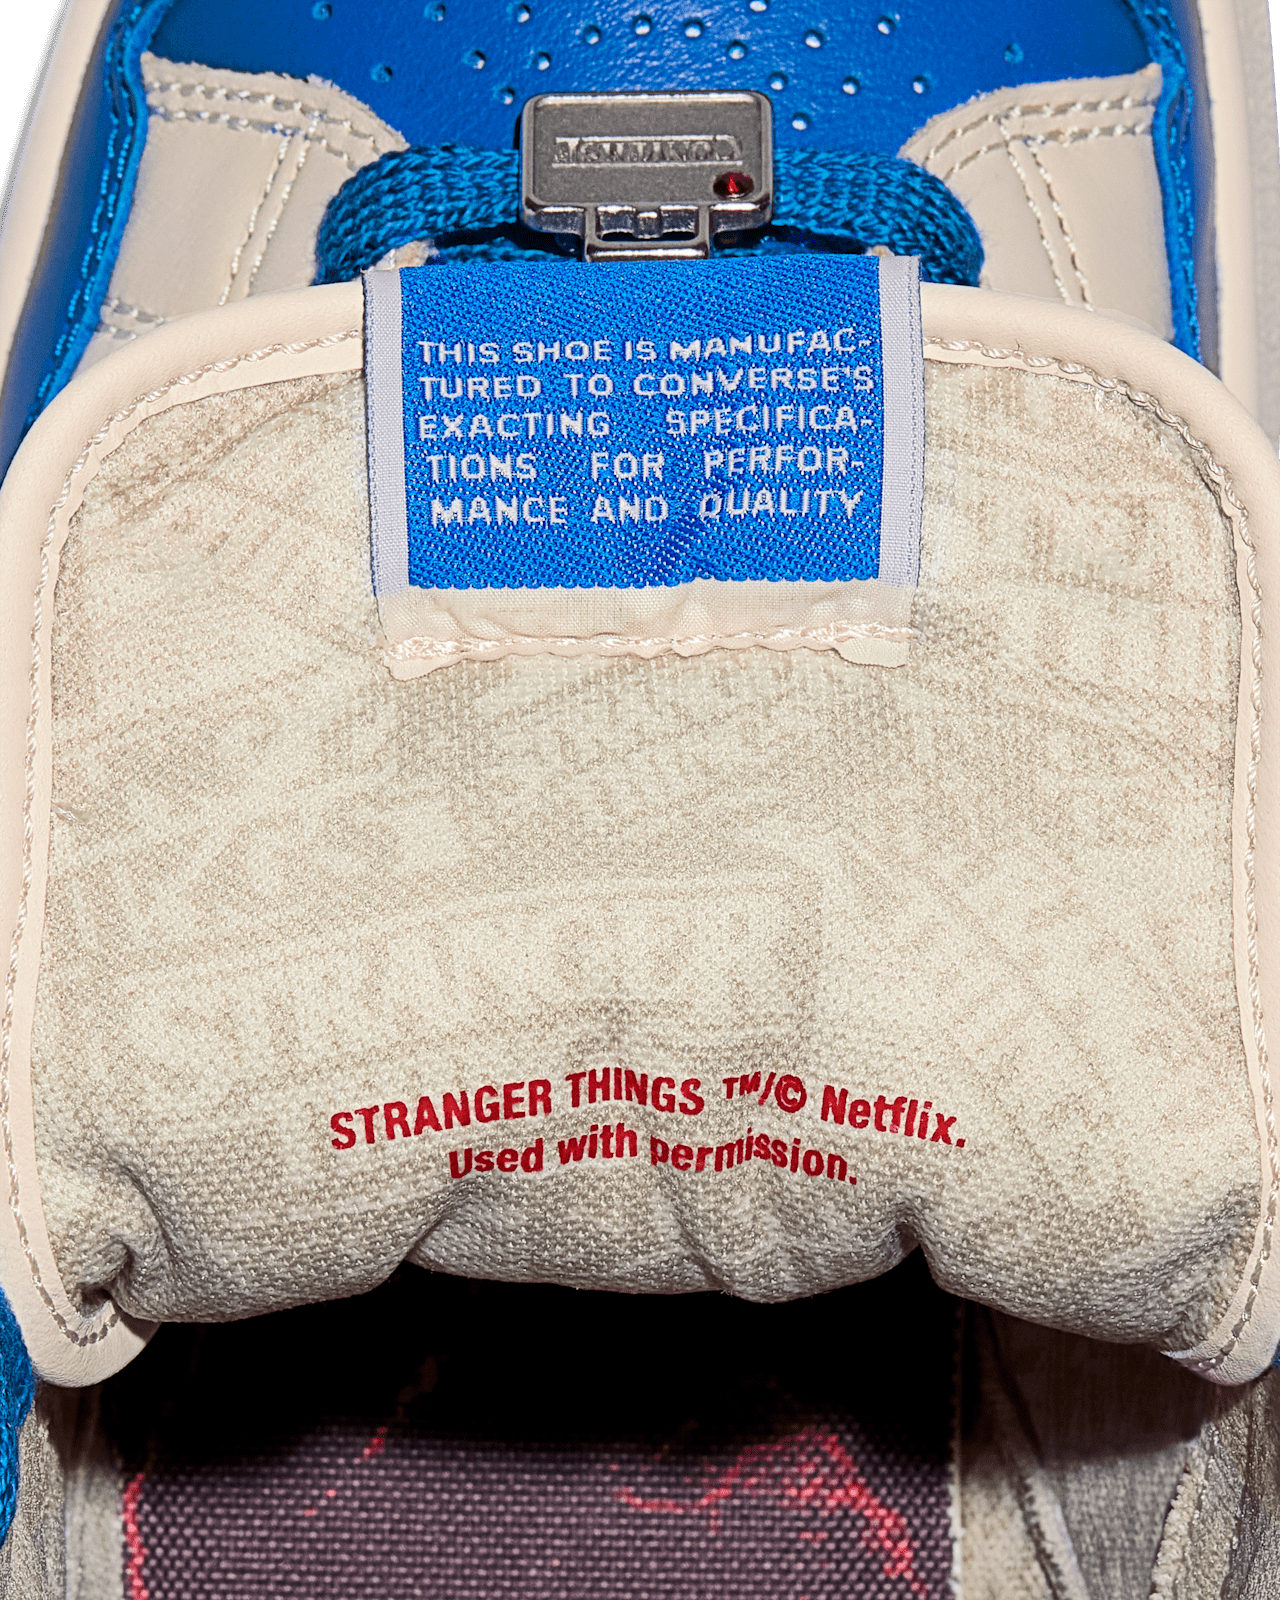 THIS SHOE IS MANUFAC-
TURED TO CONVERSE'S
EXACTING SPECIFICA-
TIONS FOR PERFOR-
MANCE AND QUALITY
STRANGER THINGS ™/© Netflix.
Used with permission.